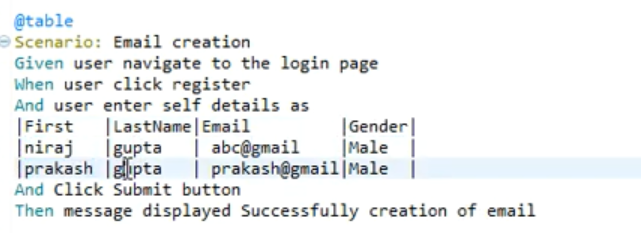 @table
Scenario: Email creation
Given user navigate to the login page
When user click register
And user enter self details as
|First |LastName|Email |Gender|
|niraj |gupta | abc@gmail |Male |
|prakash |gupta | prakash@gmail|Male |
And Click Submit button
Then message displayed Successfully creation of email